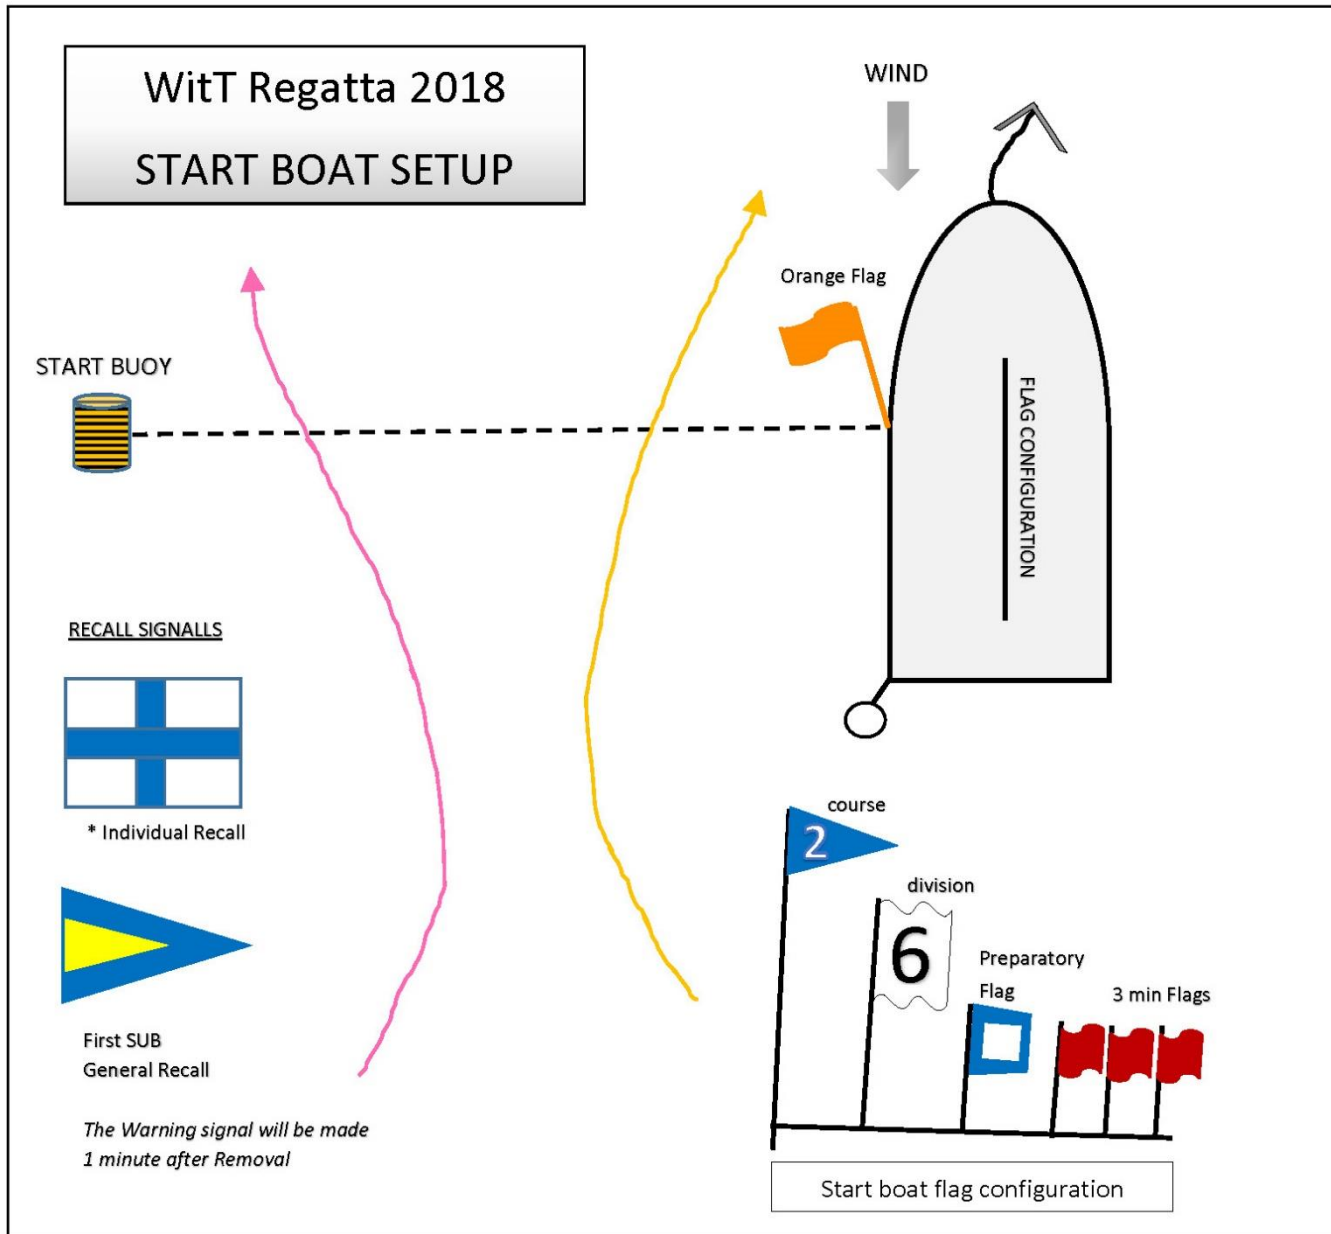 WitT Regatta 2018
START BOAT SETUP
WIND
Orange Flag
START BUOY
FLAG CONFIGURATION
RECALL SIGNALLS
* Individual Recall
First SUB
General Recall
The Warning signal will be made
1 minute after Removal
course
2
division
6
Preparatory
Flag
3 min Flags
Start boat flag configuration